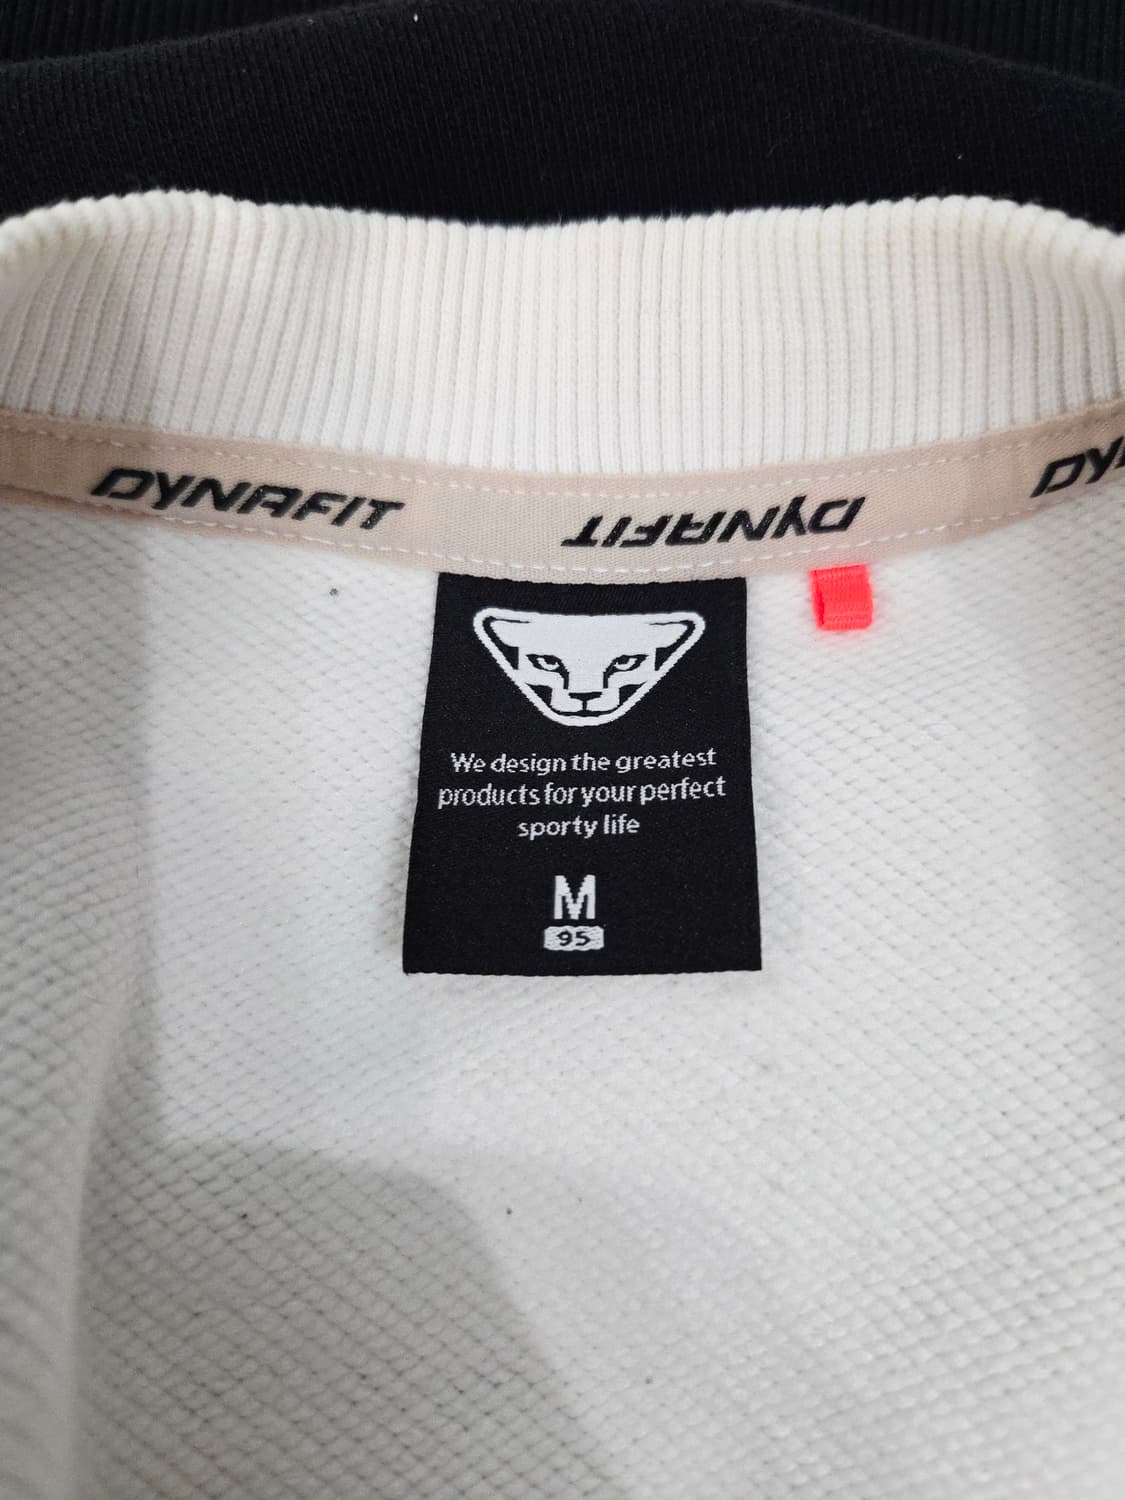 DYNAFIT
DYNAFIT
DY
We design the greatest
products for your perfect
sporty life
M
95